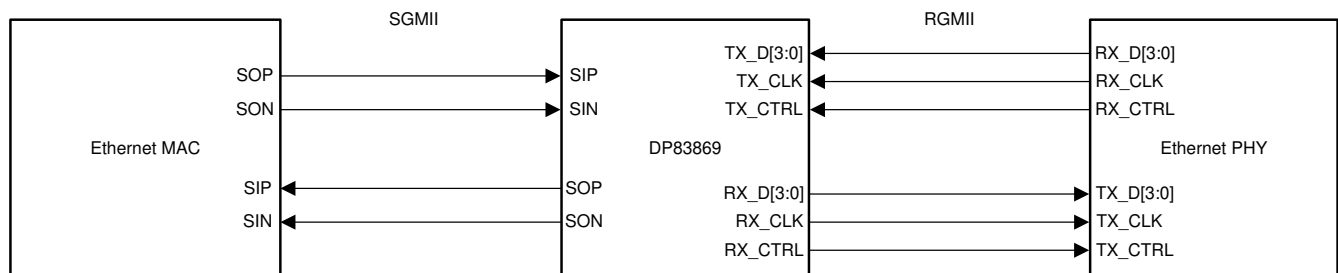 SGMII
RGMII
Ethernet MAC
SOP
SON
SIP
SIN
DP83869
SIP
SIN
SOP
SON
TX_D[3:0]
TX_CLK
TX_CTRL
RX_D[3:0]
RX_CLK
RX_CTRL
Ethernet PHY
RX_D[3:0]
RX_CLK
RX_CTRL
TX_D[3:0]
TX_CLK
TX_CTRL